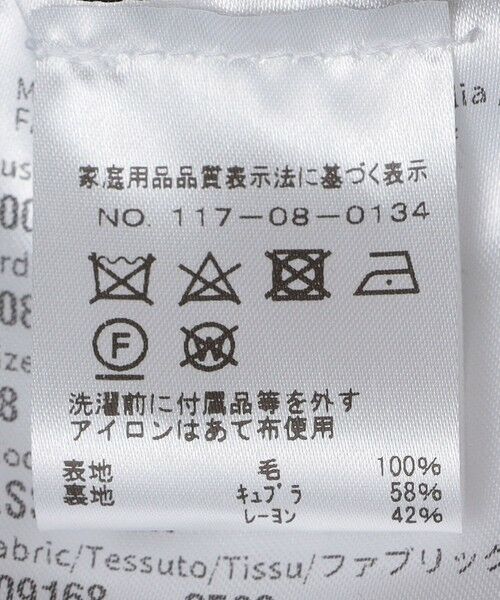 家庭用品品質表示法に基づく表示
NO. 117-08-0134
F
W
洗濯前に付属品等を外す
アイロンはあて布使用
表地 毛 100%
裏地 キュプラ 58%
レーヨン 42%
abric/Tessuto/Tissu/ファブリック